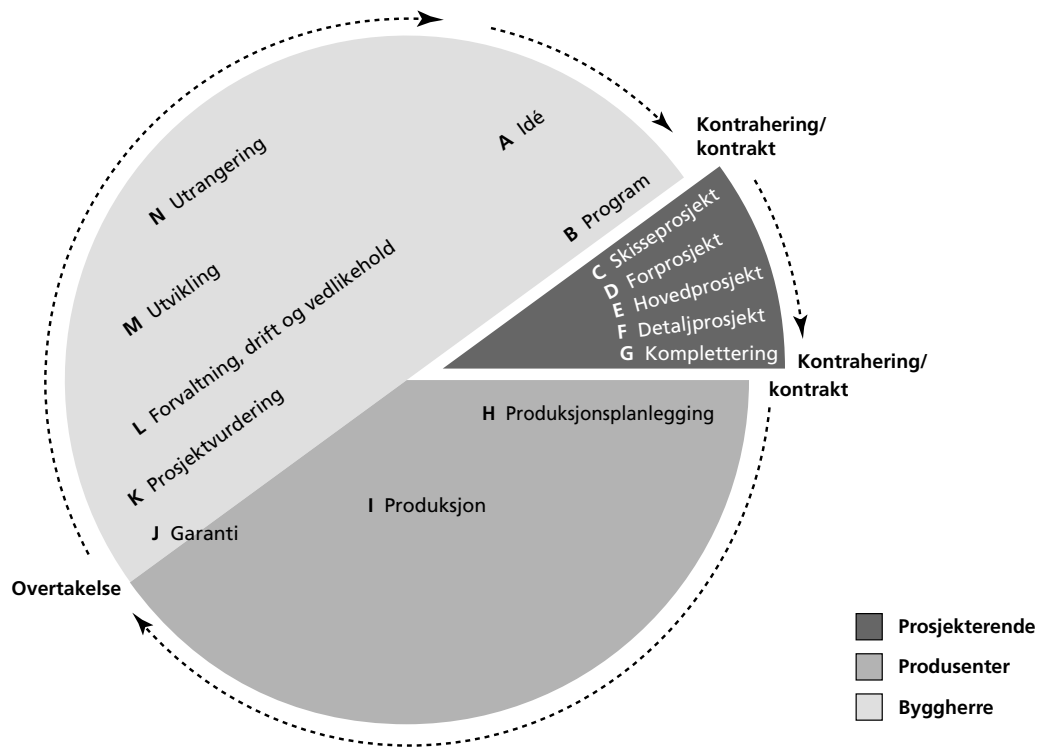 Kontrahering/
kontrakt
A Idé
B Program
C Skisseprosjekt
D Forprosjekt
E Hovedprosjekt
F Detaljprosjekt
G Komplettering
Kontrahering/
kontrakt
H Produksjonsplanlegging
I Produksjon
J Garanti
Overtakelse
K Prosjektvurdering
L Forvaltning, drift og vedlikehold
M Utvikling
N Utrangering
Prosjekterende
Produsenter
Byggherre